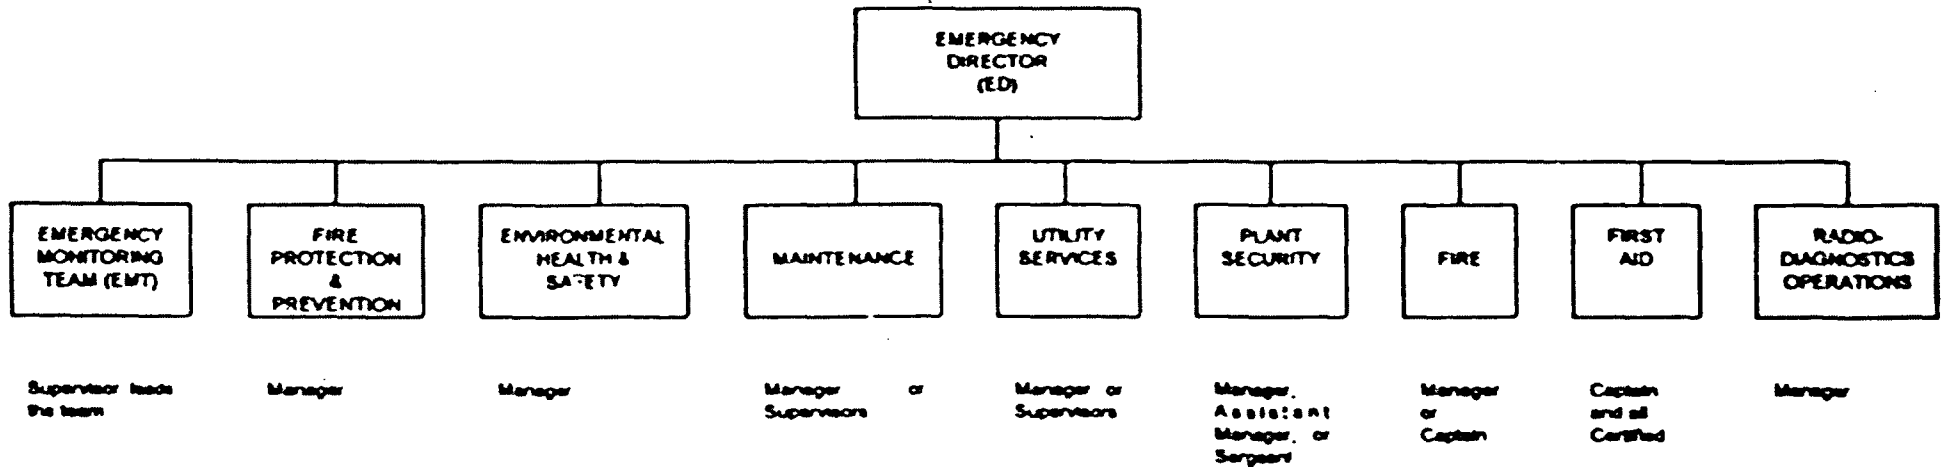 EMERGENCY
DIRECTOR
(ED)
EMERGENCY
MONITORING
TEAM (EMT)
FIRE
PROTECTION
&
PREVENTION
ENVIRONMENTAL
HEALTH &
SAFETY
MAINTENANCE
UTILITY
SERVICES
PLANT
SECURITY
FIRE
FIRST
AID
RADIO-
DIAGNOSTICS
OPERATIONS
Supervisor leads
the team
Manager
Manager
Manager or
Supervisors
Manager or
Supervisors
Manager,
Assistant
Manager, or
Sergeant
Manager
or
Captain
Captain
and all
Certified
Manager